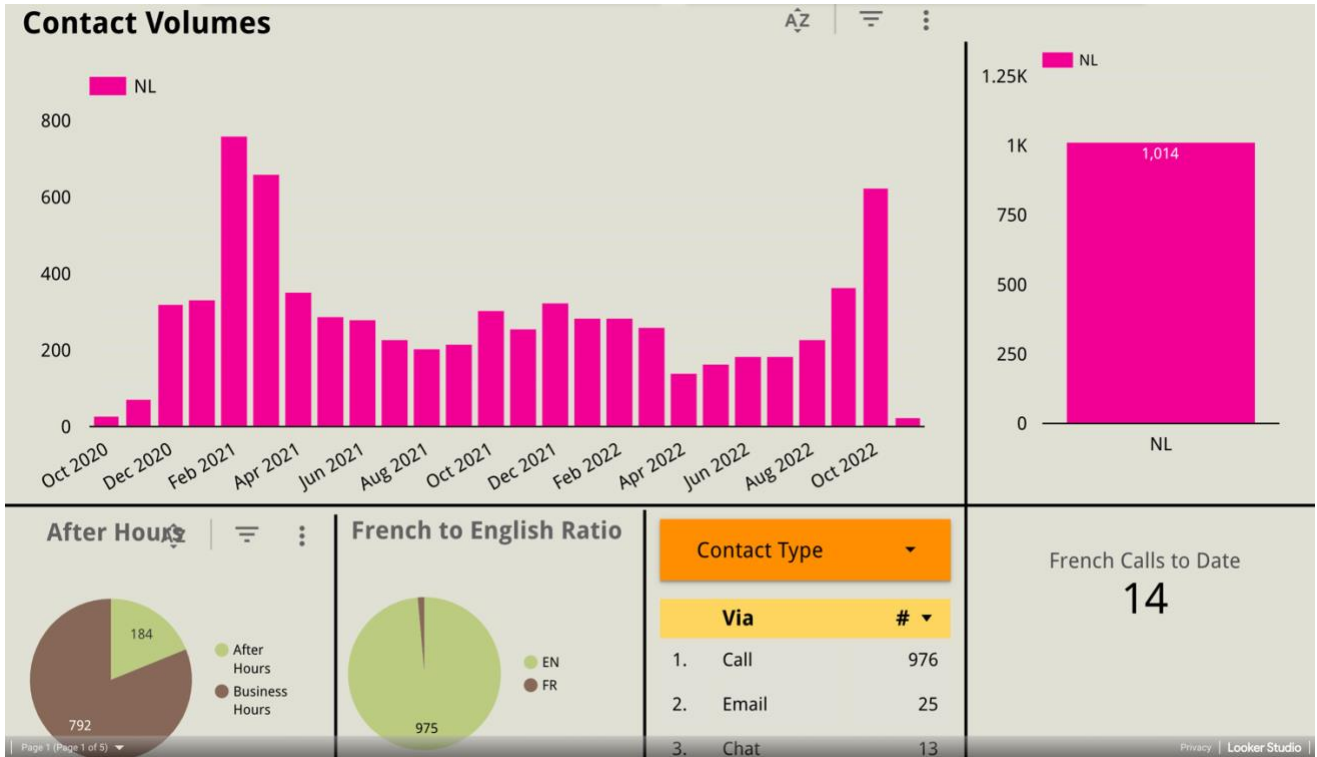 Contact Volumes
NL
800
600
400
200
0
Oct 2020
Dec 2020
Feb 2021
Apr 2021
Jun 2021
Aug 2021
Oct 2021
Dec 2021
Feb 2022
Apr 2022
Jun 2022
Aug 2022
Oct 2022
NL
1.25K
1K
750
500
250
0
1,014
NL
After Hours
184
792
After
Hours
Business
Hours
French to English Ratio
975
EN
FR
Contact Type
Via #
1. Call 976
2. Email 25
3. Chat 13
French Calls to Date
14
Page 1 (Page 1 of 5)
Privacy Looker Studio